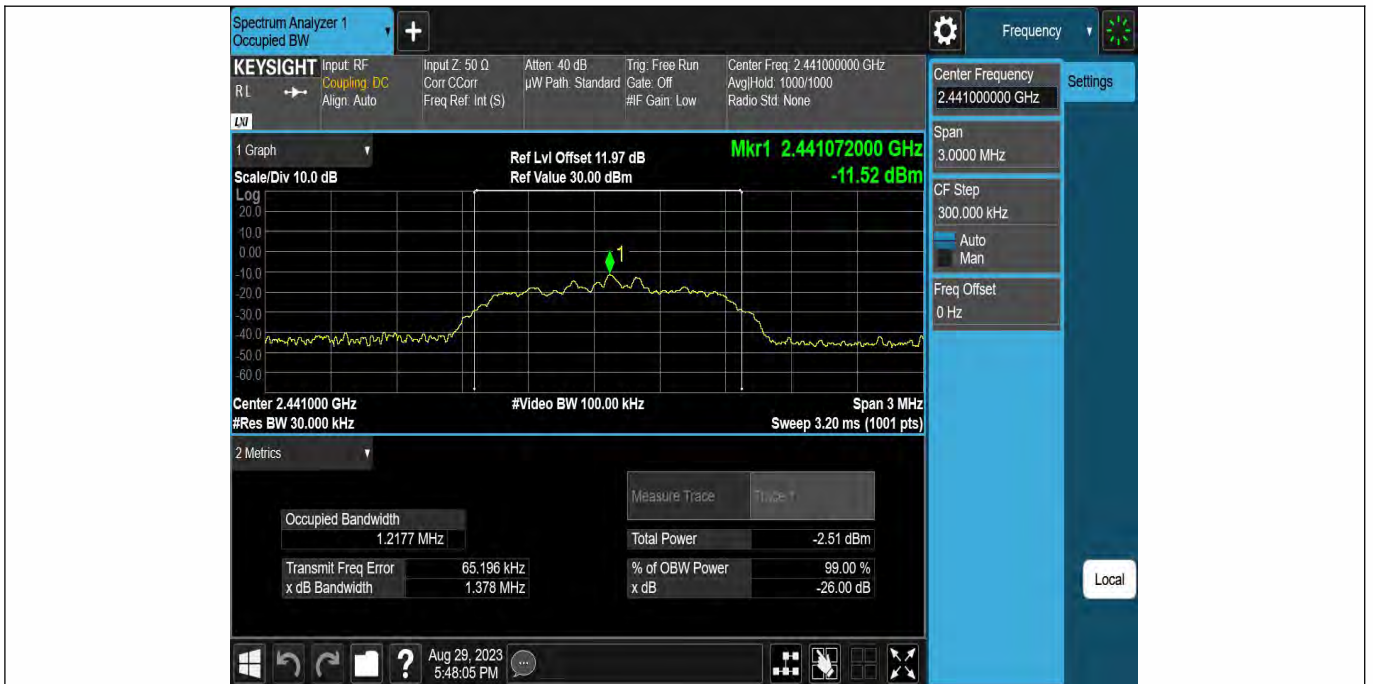 Spectrum Analyzer 1
Occupied BW
+
Frequency
KEYSIGHT
RL
LXI
Input: RF
Coupling: DC
Align: Auto
Input Z: 50 Ω
Corr CCorr
Freq Ref: Int (S)
Atten: 40 dB
µW Path: Standard
Trig: Free Run
Gate: Off
#IF Gain: Low
Center Freq: 2.441000000 GHz
Avg|Hold: 1000/1000
Radio Std: None
Center Frequency
2.441000000 GHz
Settings
Span
3.0000 MHz
CF Step
300.000 kHz
Auto
Man
Freq Offset
0 Hz
Local
1 Graph
Scale/Div 10.0 dB
Ref Lvl Offset 11.97 dB
Ref Value 30.00 dBm
Mkr1 2.441072000 GHz
-11.52 dBm
Log
20.0
10.0
0.00
-10.0
-20.0
-30.0
-40.0
-50.0
-60.0
1
Center 2.441000 GHz
#Res BW 30.000 kHz
#Video BW 100.00 kHz
Span 3 MHz
Sweep 3.20 ms (1001 pts)
2 Metrics
Measure Trace Trace 1
Occupied Bandwidth
1.2177 MHz
Total Power -2.51 dBm
Transmit Freq Error 65.196 kHz
% of OBW Power 99.00 %
x dB Bandwidth 1.378 MHz
x dB -26.00 dB
?
Aug 29, 2023
5:48:05 PM